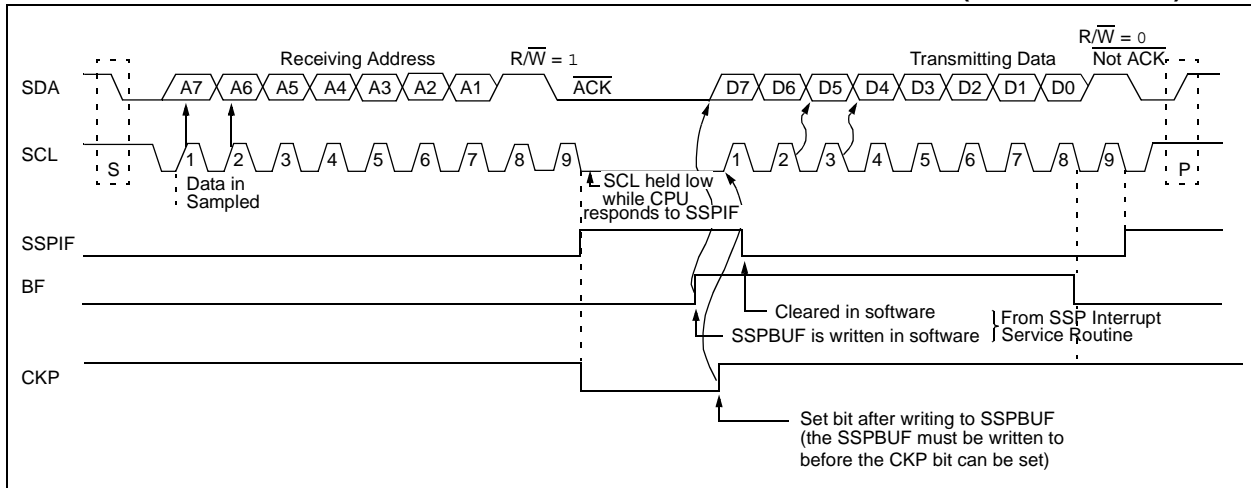 R/W = 0
Receiving Address R/W = 1 Transmitting Data Not ACK
SDA A7 A6 A5 A4 A3 A2 A1 ACK D7 D6 D5 D4 D3 D2 D1 D0
SCL 1 2 3 4 5 6 7 8 9 1 2 3 4 5 6 7 8 9
S P
Data in
Sampled
SCL held low
while CPU
responds to SSPIF
SSPIF
BF
Cleared in software
SSPBUF is written in software
From SSP Interrupt
Service Routine
CKP
Set bit after writing to SSPBUF
(the SSPBUF must be written to
before the CKP bit can be set)